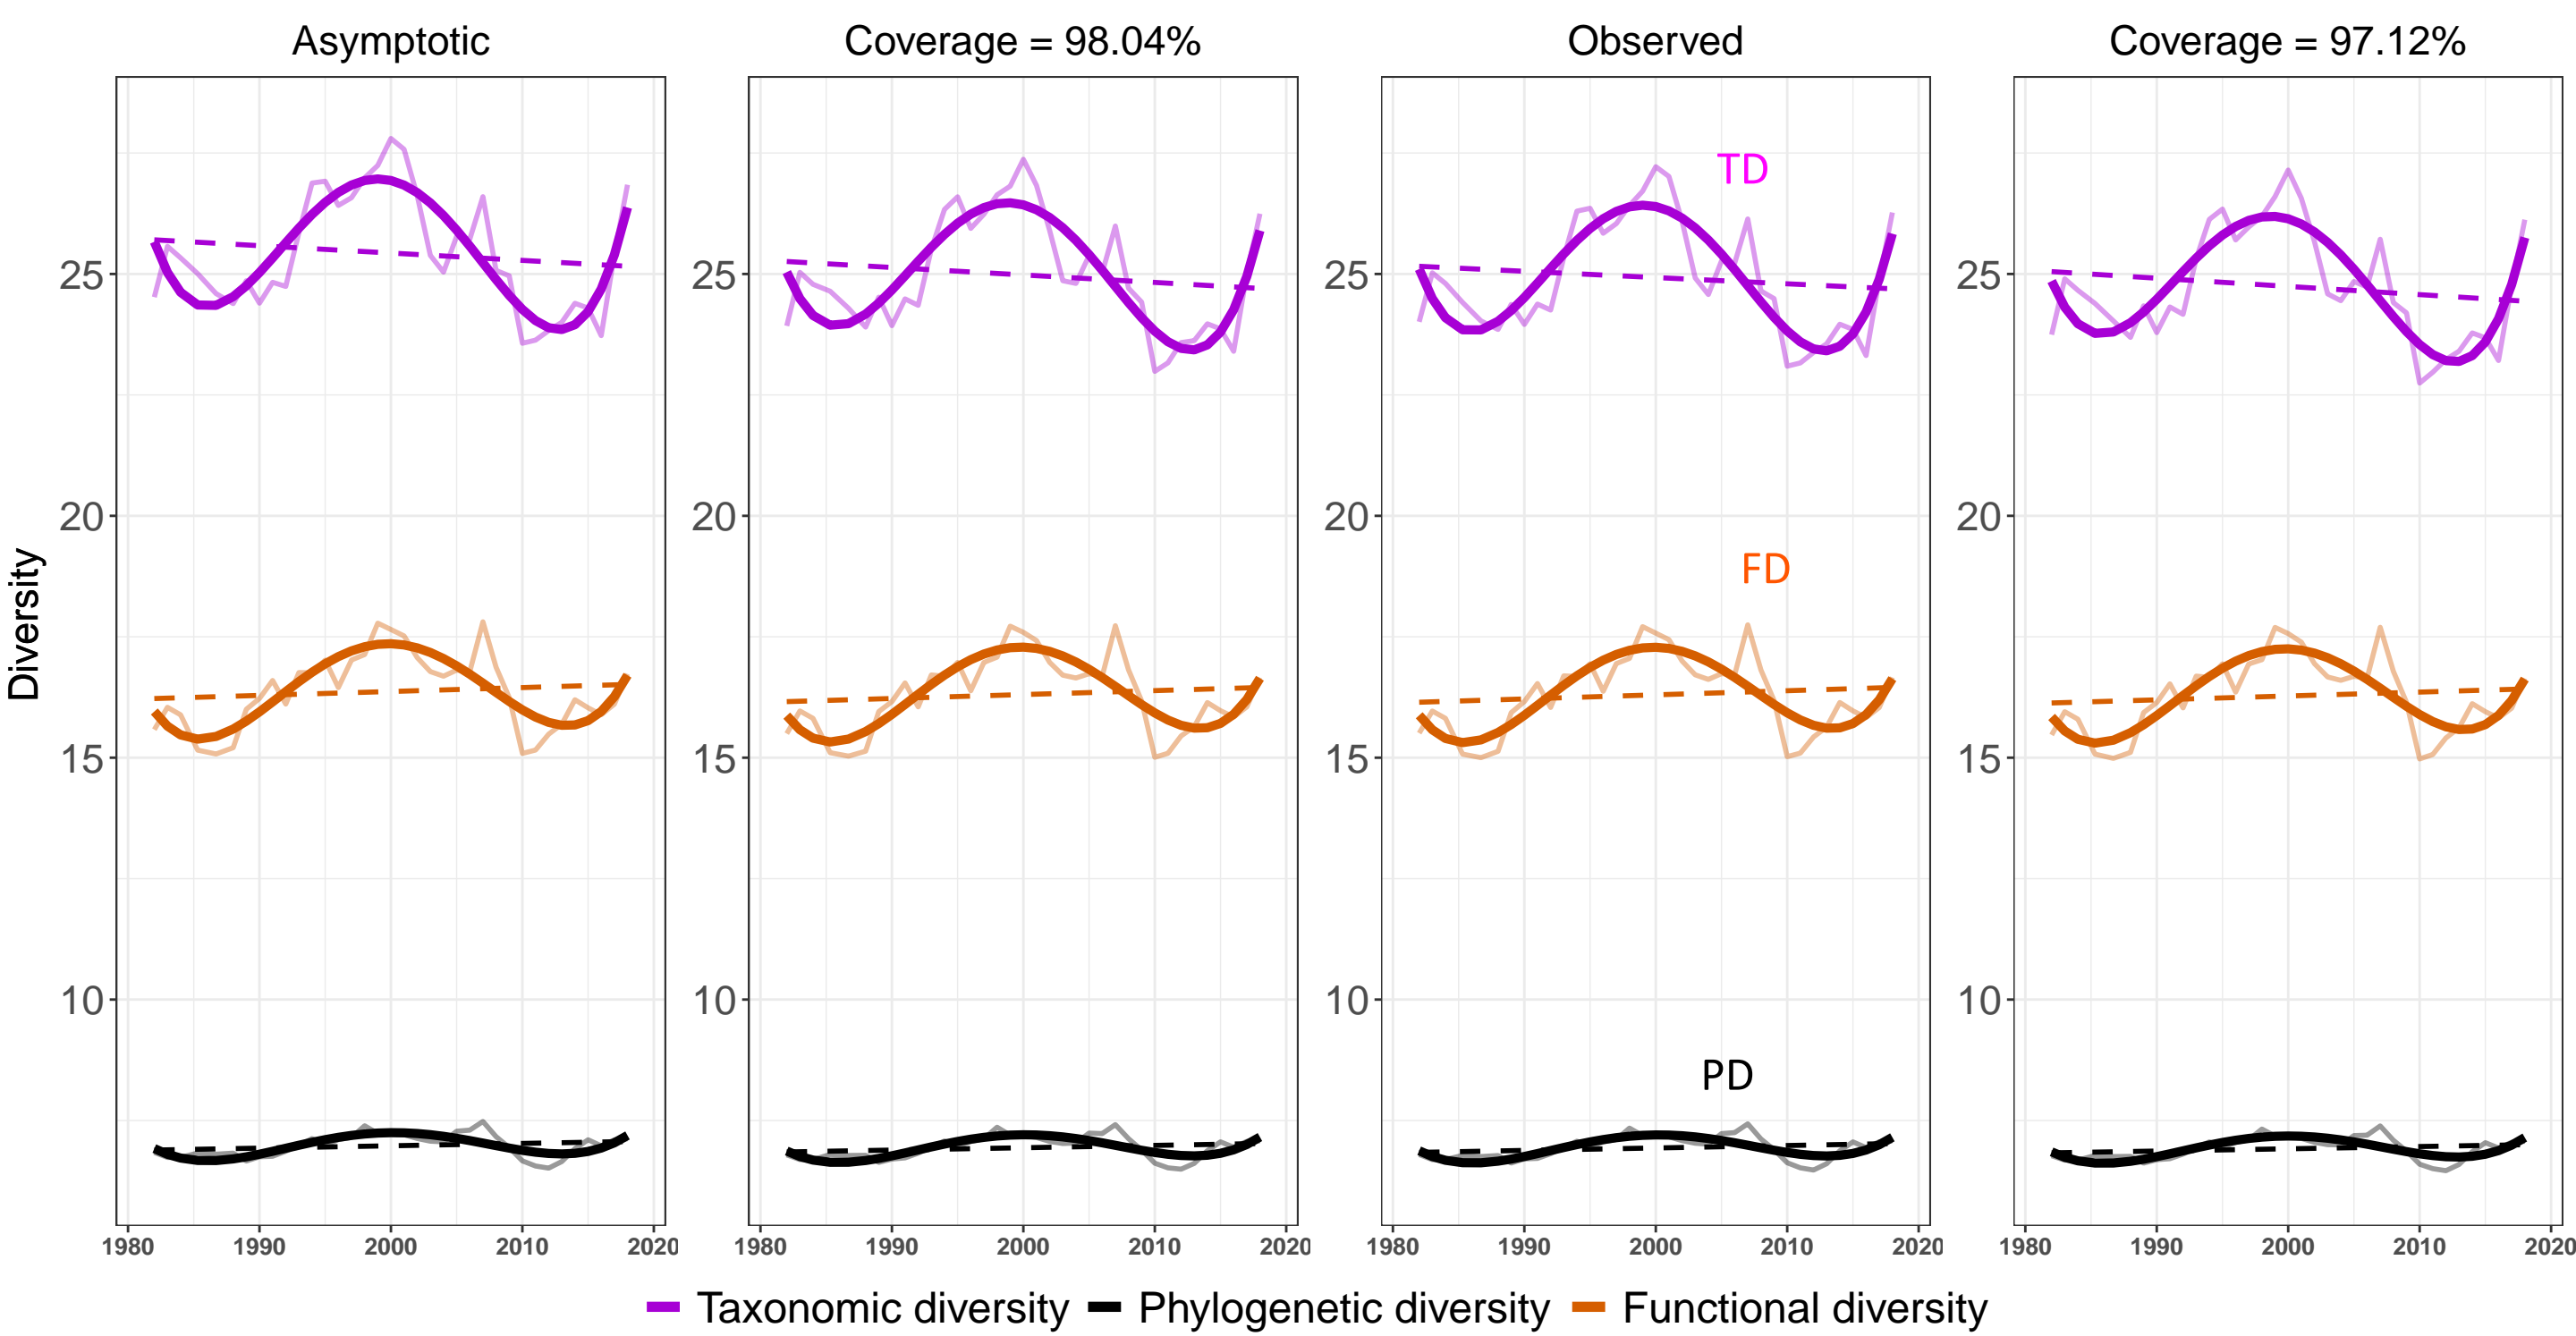 Asymptotic
Coverage = 98.04%
Observed
Coverage = 97.12%
Diversity
25
20
15
10
1980 1990 2000 2010 2020
25
20
15
10
1980 1990 2000 2010 2020
TD
FD
PD
25
20
15
10
1980 1990 2000 2010 2020
25
20
15
10
1980 1990 2000 2010 2020
Taxonomic diversity Phylogenetic diversity Functional diversity